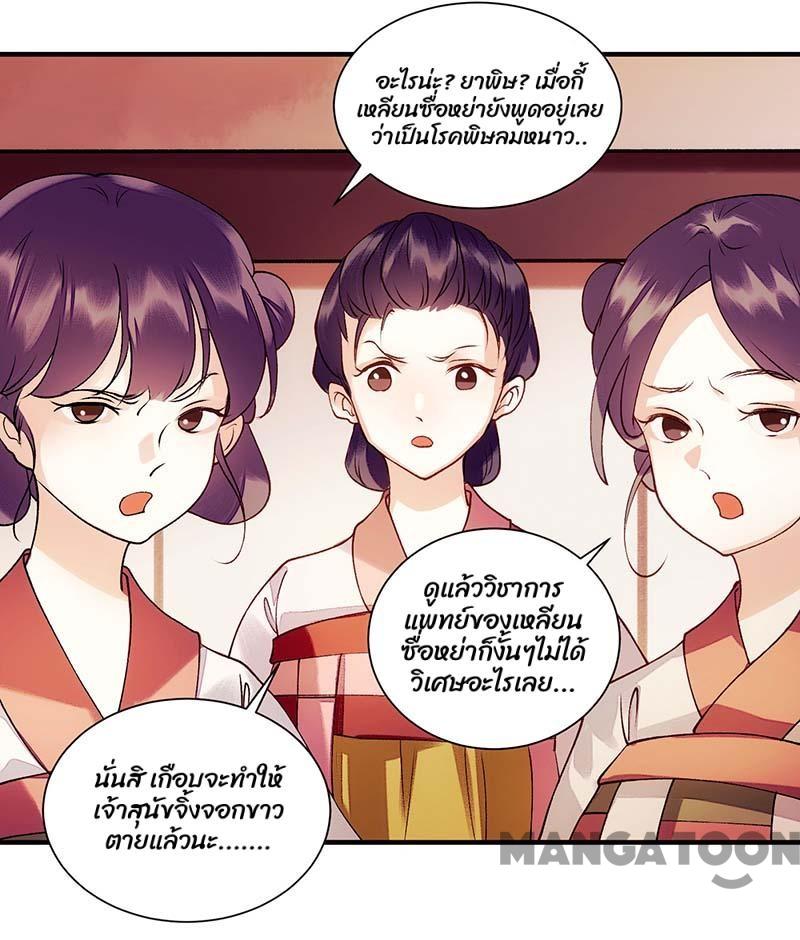 อะไรน่ะ? ยาพิษ? เมื่อกี้
เหลียนซื่อหย่ายังพูดอยู่เลย
ว่าเป็นโรคพิษลมหนาว..
ดูแล้ววิชาการ
แพทย์ของเหลียน
ซื่อหย่าก็งั้นๆไม่ได้
วิเศษอะไรเลย...
นั่นสิ เกือบจะทำให้
เจ้าสุนัขจิ้งจอกขาว
ตายแล้วนะ.......
MANGATOON